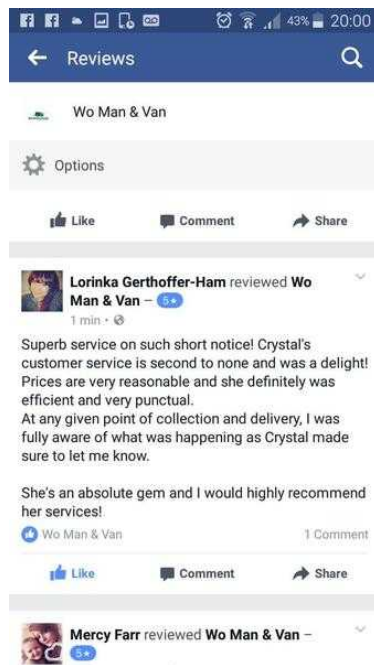 43% 20:00
Reviews
Wo Man & Van
Options
Like Comment Share
Lorinka Gerthoffer-Ham reviewed Wo
Man & Van – 5★
1 min •
Superb service on such short notice! Crystal's
customer service is second to none and was a delight!
Prices are very reasonable and she definitely was
efficient and very punctual.
At any given point of collection and delivery, I was
fully aware of what was happening as Crystal made
sure to let me know.
She's an absolute gem and I would highly recommend
her services!
Wo Man & Van 1 Comment
Like Comment Share
Mercy Farr reviewed Wo Man & Van –
5★